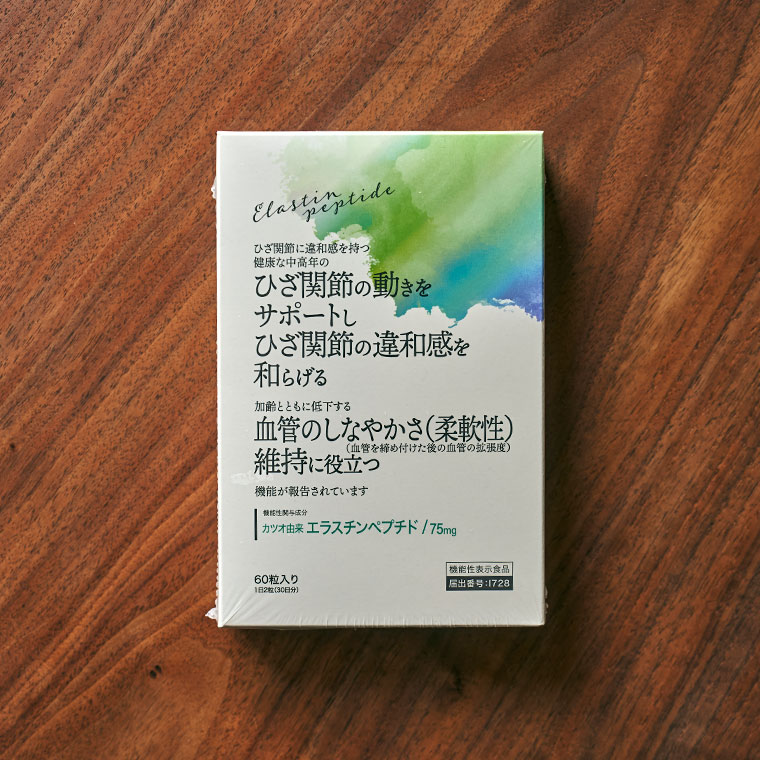 Elastin
peptide
ひざ関節に違和感を持つ
健康な中高年の
ひざ関節の動きを
サポートし
ひざ関節の違和感を
和らげる
加齢とともに低下する
血管のしなやかさ(柔軟性)
(血管を締め付けた後の血管の拡張度)
維持に役立つ
機能が報告されています
機能性関与成分
カツオ由来 エラスチンペプチド / 75mg
60粒入り
1日2粒(30日分)
機能性表示食品
届出番号:I728